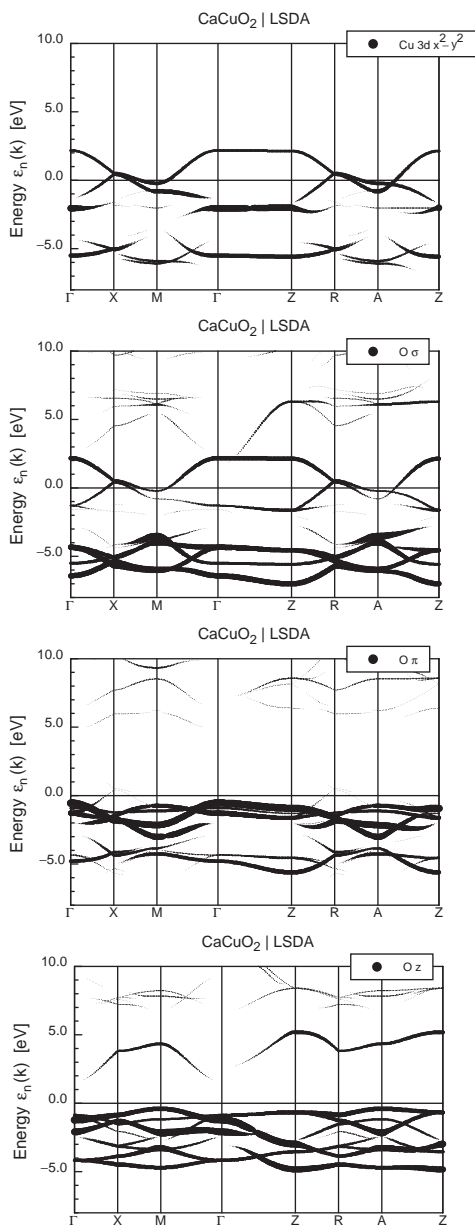 CaCuO2 | LSDA
Cu 3d x2−y2
10.0
5.0
0.0
−5.0
Energy εn(k) [eV]
Γ X M Γ Z R A Z
CaCuO2 | LSDA
O σ
10.0
5.0
0.0
−5.0
Energy εn(k) [eV]
Γ X M Γ Z R A Z
CaCuO2 | LSDA
O π
10.0
5.0
0.0
−5.0
Energy εn(k) [eV]
Γ X M Γ Z R A Z
CaCuO2 | LSDA
O z
10.0
5.0
0.0
−5.0
Energy εn(k) [eV]
Γ X M Γ Z R A Z